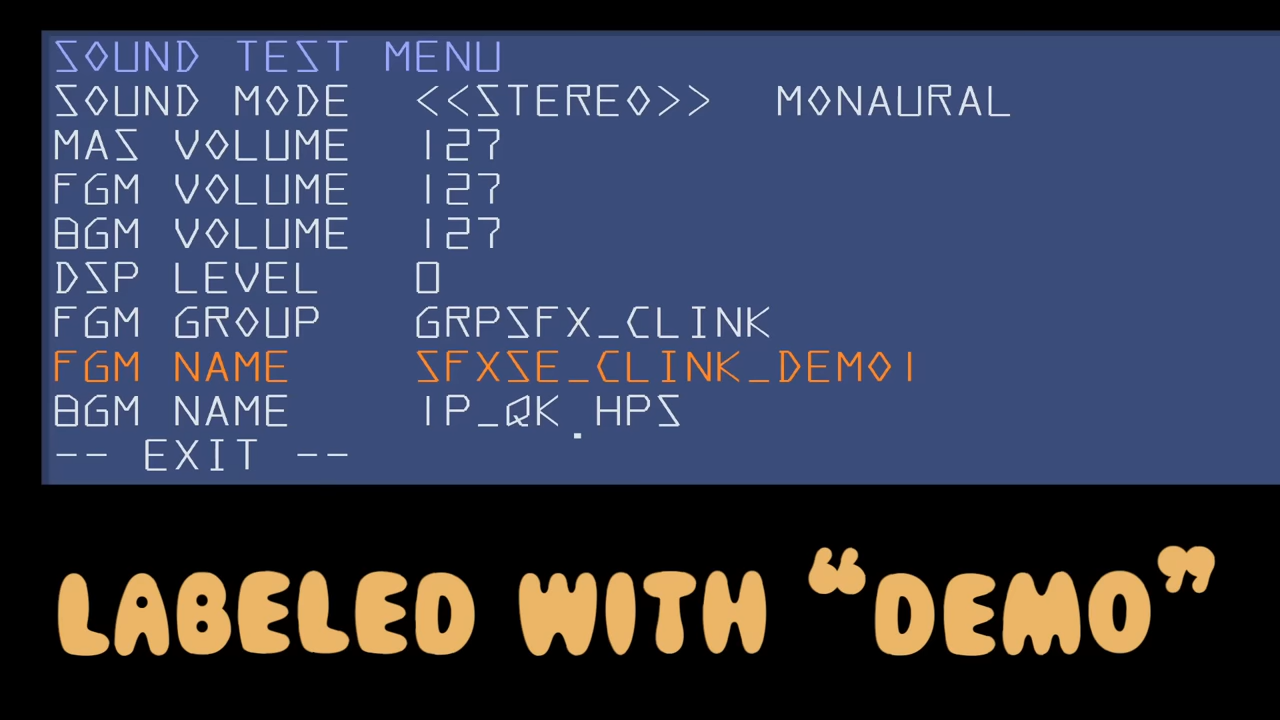 SOUND TEST MENU
SOUND MODE <<STEREO>> MONAURAL
MAS VOLUME 127
FGM VOLUME 127
BGM VOLUME 127
DSP LEVEL 0
FGM GROUP GRPSFX_CLINK
FGM NAME SFXSE_CLINK_DEMO1
BGM NAME 1P_QK.HPS
-- EXIT --
LABELED WITH “DEMO”